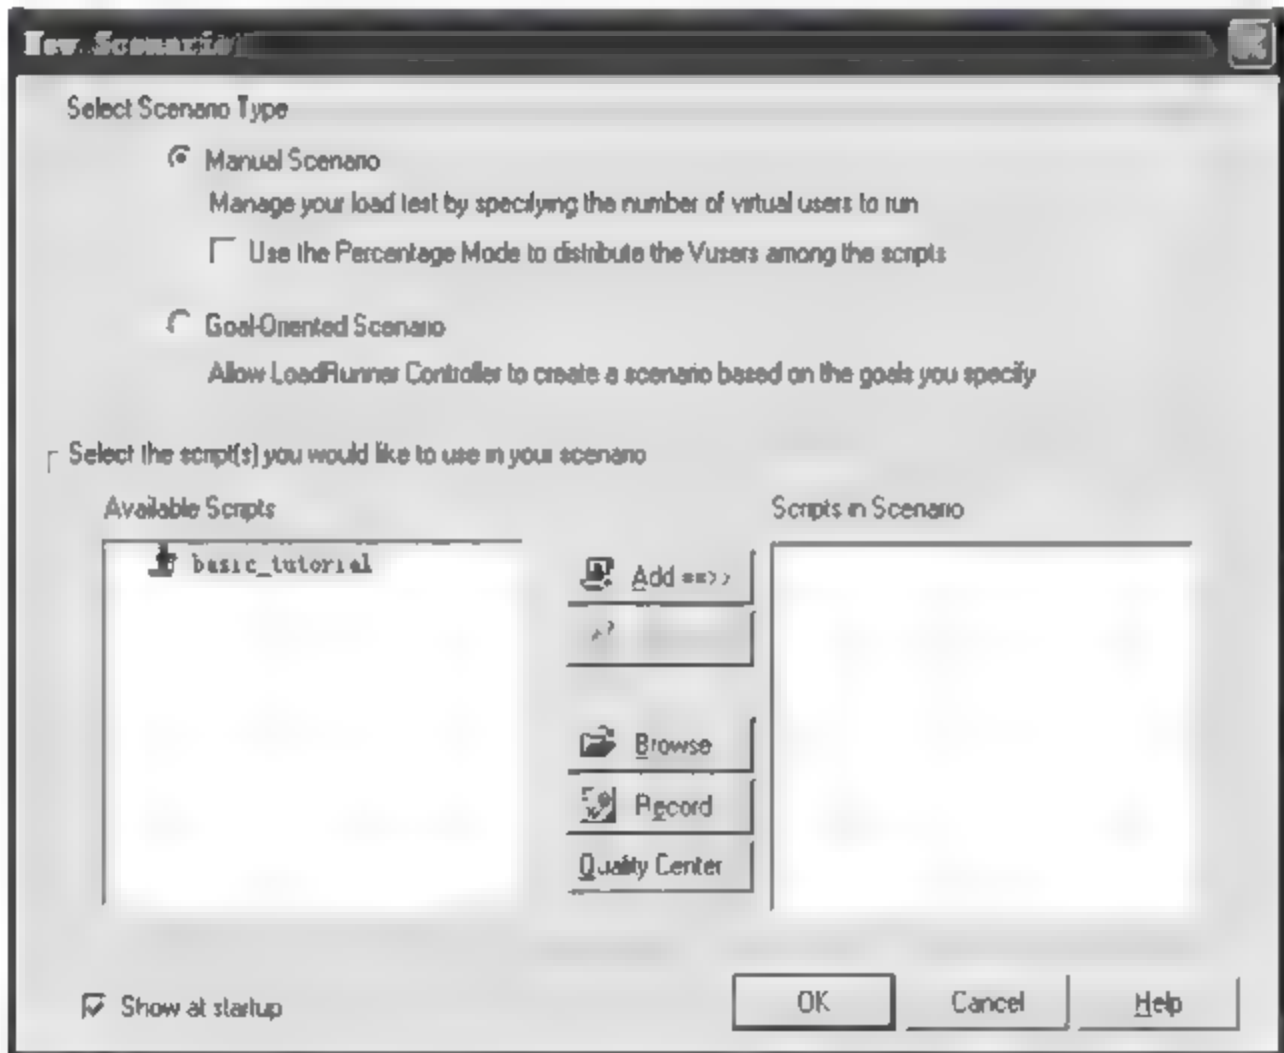 New Scenario
Select Scenario Type
Manual Scenario
Manage your load test by specifying the number of virtual users to run
Use the Percentage Mode to distribute the Vusers among the scripts
Goal-Oriented Scenario
Allow LoadRunner Controller to create a scenario based on the goals you specify
Select the script(s) you would like to use in your scenario
Available Scripts
Scripts in Scenario
basic_tutorial
Add ==>>
Browse
Record
Quality Center
Show at startup
OK
Cancel
Help